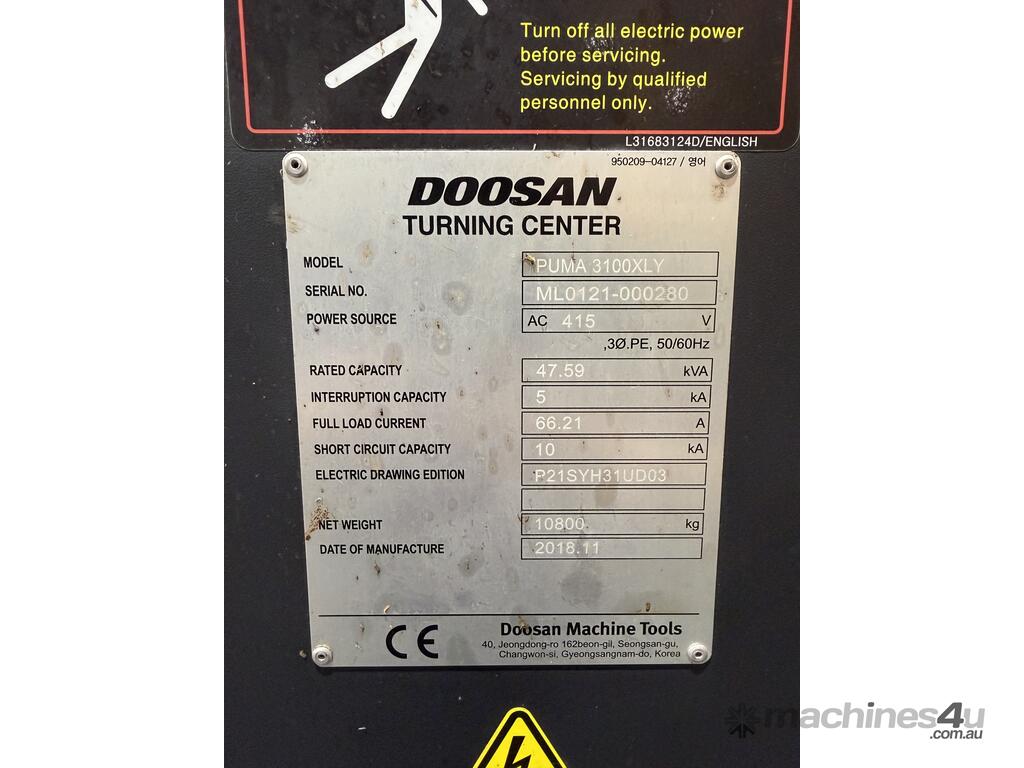 Turn off all electric power
before servicing.
Servicing by qualified
personnel only.
L31683124D/ENGLISH
950209-04127 / 영어
DOOSAN
TURNING CENTER
MODEL PUMA 3100XLY
SERIAL NO. ML0121-000280
POWER SOURCE AC 415 V
,3Ø.PE, 50/60Hz
RATED CAPACITY 47.59 kVA
INTERRUPTION CAPACITY 5 kA
FULL LOAD CURRENT 66.21 A
SHORT CIRCUIT CAPACITY 10 kA
ELECTRIC DRAWING EDITION P21SYH31UD03
NET WEIGHT 10800 kg
DATE OF MANUFACTURE 2018.11
CE Doosan Machine Tools
40, Jeongdong-ro 162beon-gil, Seongsan-gu,
Changwon-si, Gyeongsangnam-do, Korea
machines4u
.com.au